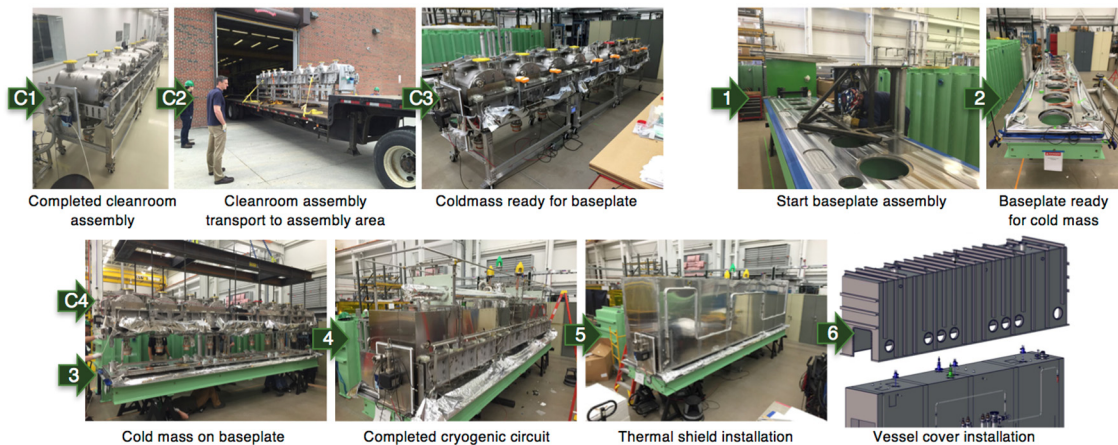 C1
C2
C3
1
2
Completed cleanroom
assembly
Cleanroom assembly
transport to assembly area
Coldmass ready for baseplate
Start baseplate assembly
Baseplate ready
for cold mass
C4
3
4
5
6
Cold mass on baseplate
Completed cryogenic circuit
Thermal shield installation
Vessel cover installation